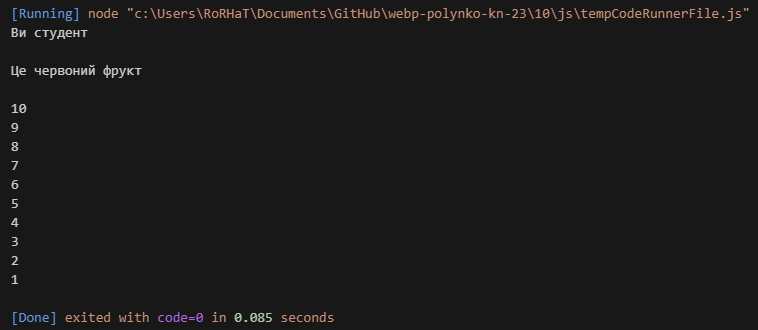 [Running] node "c:\Users\RoRHaT\Documents\GitHub\webp-polynko-kn-23\10\js\tempCodeRunnerFile.js"
Ви студент
Це червоний фрукт
10
9
8
7
6
5
4
3
2
1
[Done] exited with code=0 in 0.085 seconds